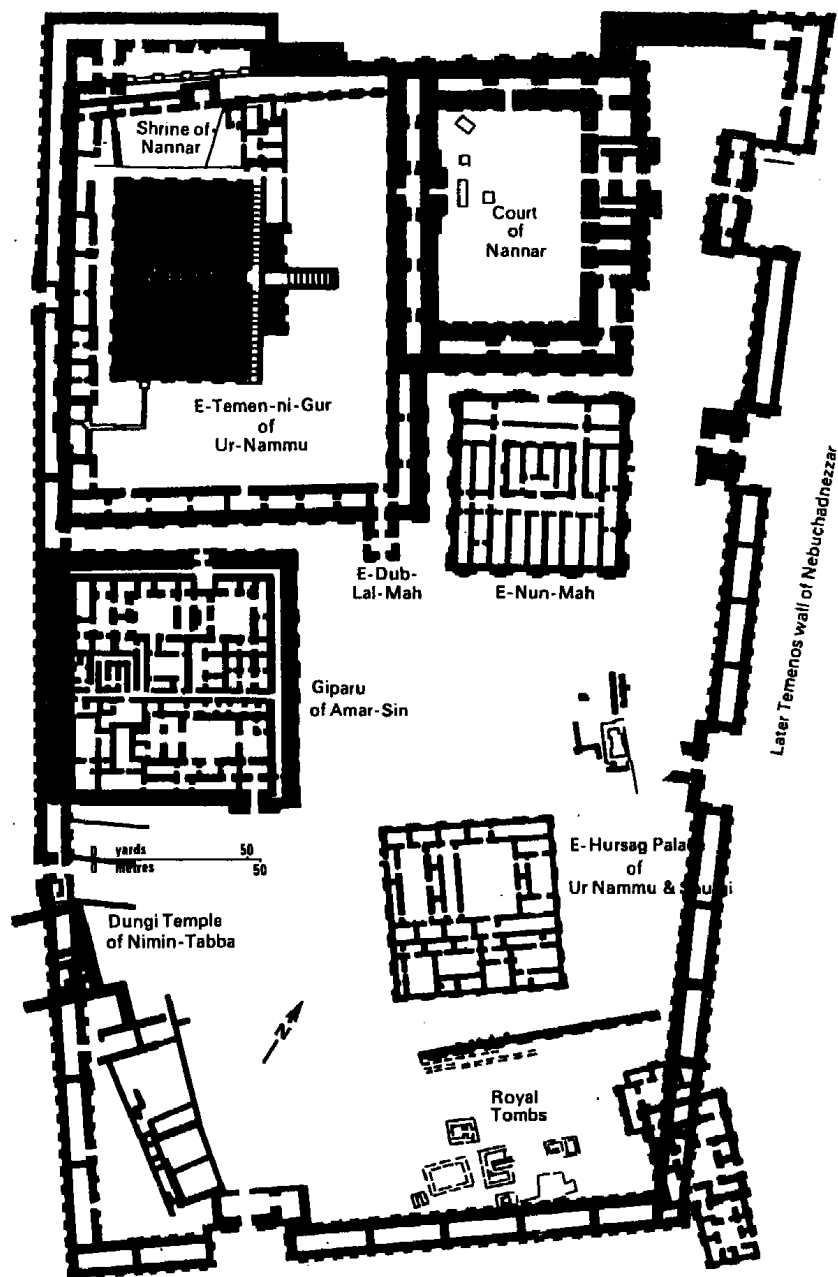 Shrine of
Nannar
Court
of
Nannar
E-Temen-ni-Gur
of
Ur-Nammu
E-Dub-
Lal-Mah
E-Nun-Mah
Later Temenos wall of Nebuchadnezzar
Giparu
of Amar-Sin
0 yards 50
0 metres 50
E-Hursag
of
Ur Nammu &
Dungi Temple
of Nimin-Tabba
N
Royal
Tombs